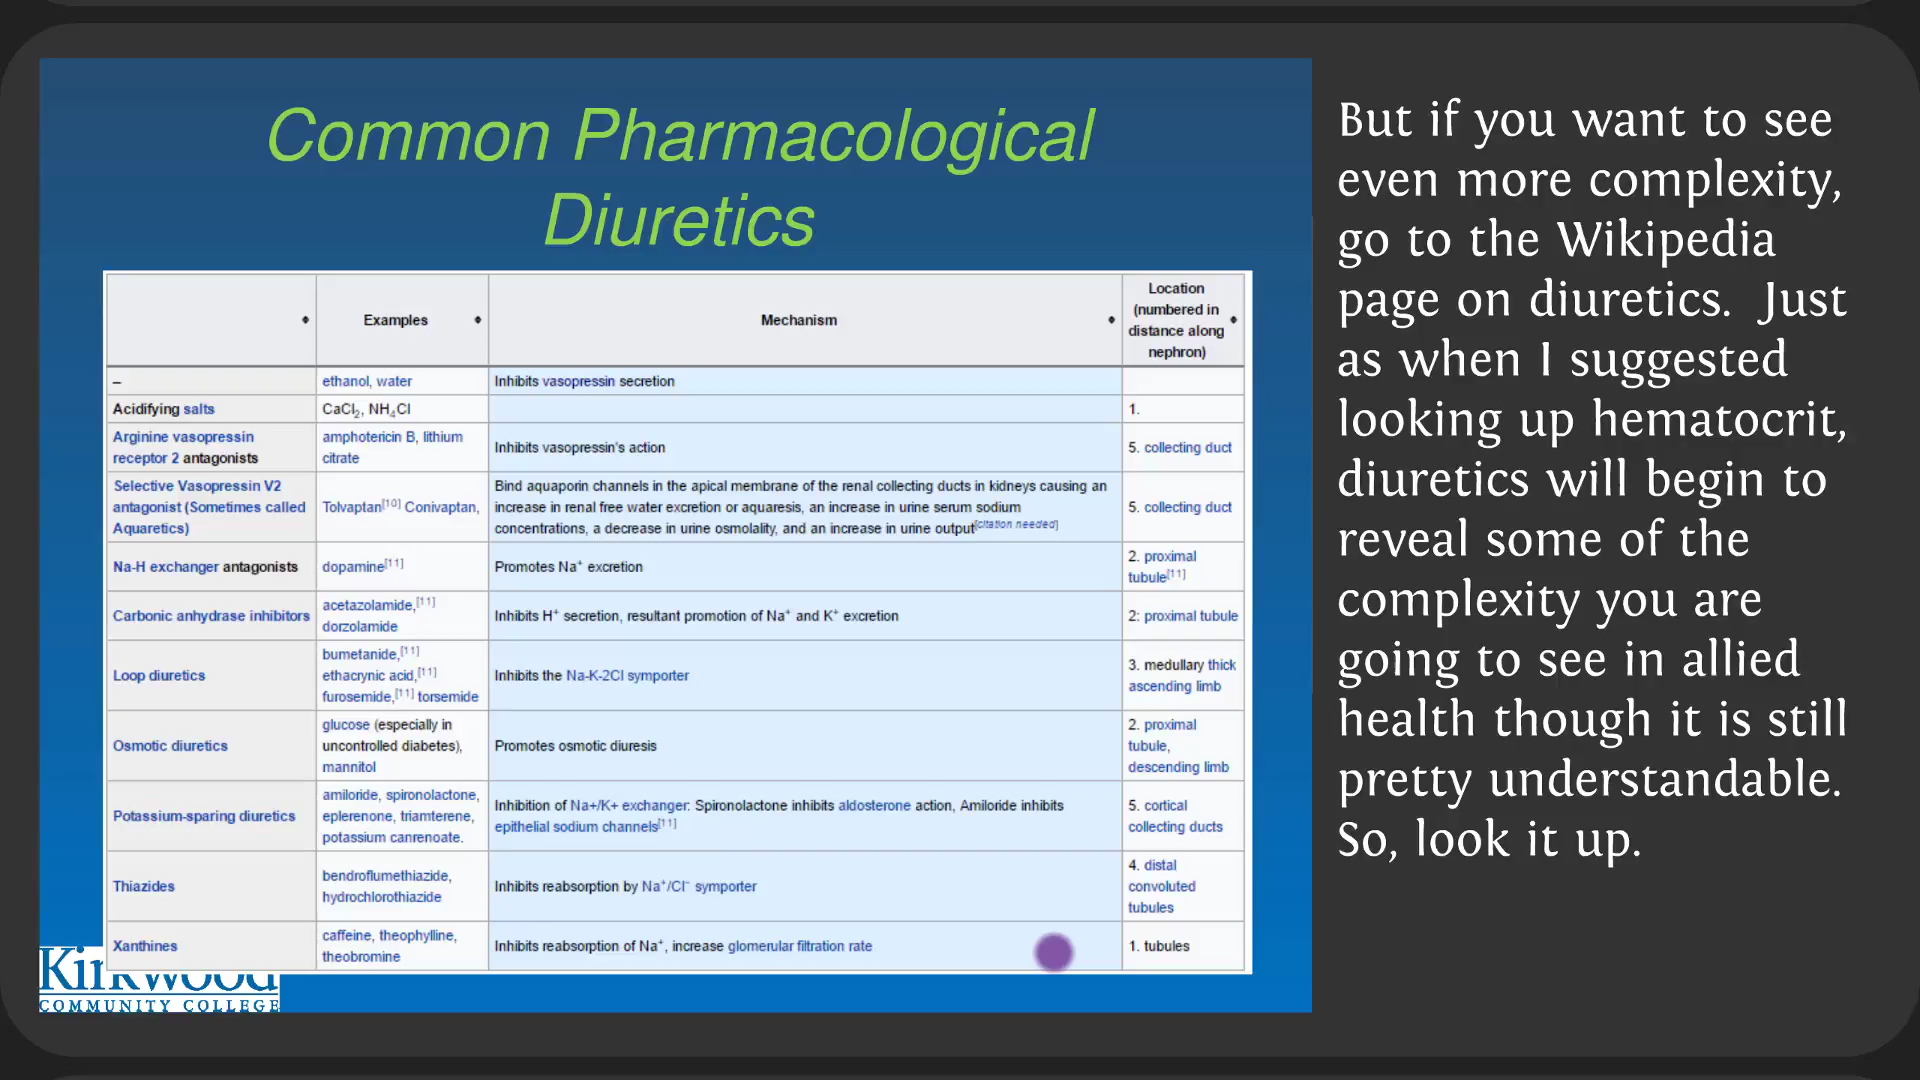 Common Pharmacological
Diuretics
Examples
Mechanism
Location
(numbered in
distance along
nephron)
–
ethanol, water
Inhibits vasopressin secretion
Acidifying salts
CaCl₂, NH₄Cl
1.
Arginine vasopressin
receptor 2 antagonists
amphotericin B, lithium
citrate
Inhibits vasopressin's action
5. collecting duct
Selective Vasopressin V2
antagonist (Sometimes called
Aquaretics)
Tolvaptan[10] Conivaptan,
Bind aquaporin channels in the apical membrane of the renal collecting ducts in kidneys causing an
increase in renal free water excretion or aquaresis, an increase in urine serum sodium
concentrations, a decrease in urine osmolality, and an increase in urine output[citation needed]
5. collecting duct
Na-H exchanger antagonists
dopamine[11]
Promotes Na⁺ excretion
2. proximal
tubule[11]
Carbonic anhydrase inhibitors
acetazolamide,[11]
dorzolamide
Inhibits H⁺ secretion, resultant promotion of Na⁺ and K⁺ excretion
2: proximal tubule
Loop diuretics
bumetanide,[11]
ethacrynic acid,[11]
furosemide,[11] torsemide
Inhibits the Na-K-2Cl symporter
3. medullary thick
ascending limb
Osmotic diuretics
glucose (especially in
uncontrolled diabetes),
mannitol
Promotes osmotic diuresis
2. proximal
tubule,
descending limb
Potassium-sparing diuretics
amiloride, spironolactone,
eplerenone, triamterene,
potassium canrenoate.
Inhibition of Na+/K+ exchanger: Spironolactone inhibits aldosterone action, Amiloride inhibits
epithelial sodium channels[11]
5. cortical
collecting ducts
Thiazides
bendroflumethiazide,
hydrochlorothiazide
Inhibits reabsorption by Na⁺/Cl⁻ symporter
4. distal
convoluted
tubules
Xanthines
caffeine, theophylline,
theobromine
Inhibits reabsorption of Na⁺, increase glomerular filtration rate
1. tubules
Kirkwood
COMMUNITY COLLEGE
But if you want to see
even more complexity,
go to the Wikipedia
page on diuretics. Just
as when I suggested
looking up hematocrit,
diuretics will begin to
reveal some of the
complexity you are
going to see in allied
health though it is still
pretty understandable.
So, look it up.